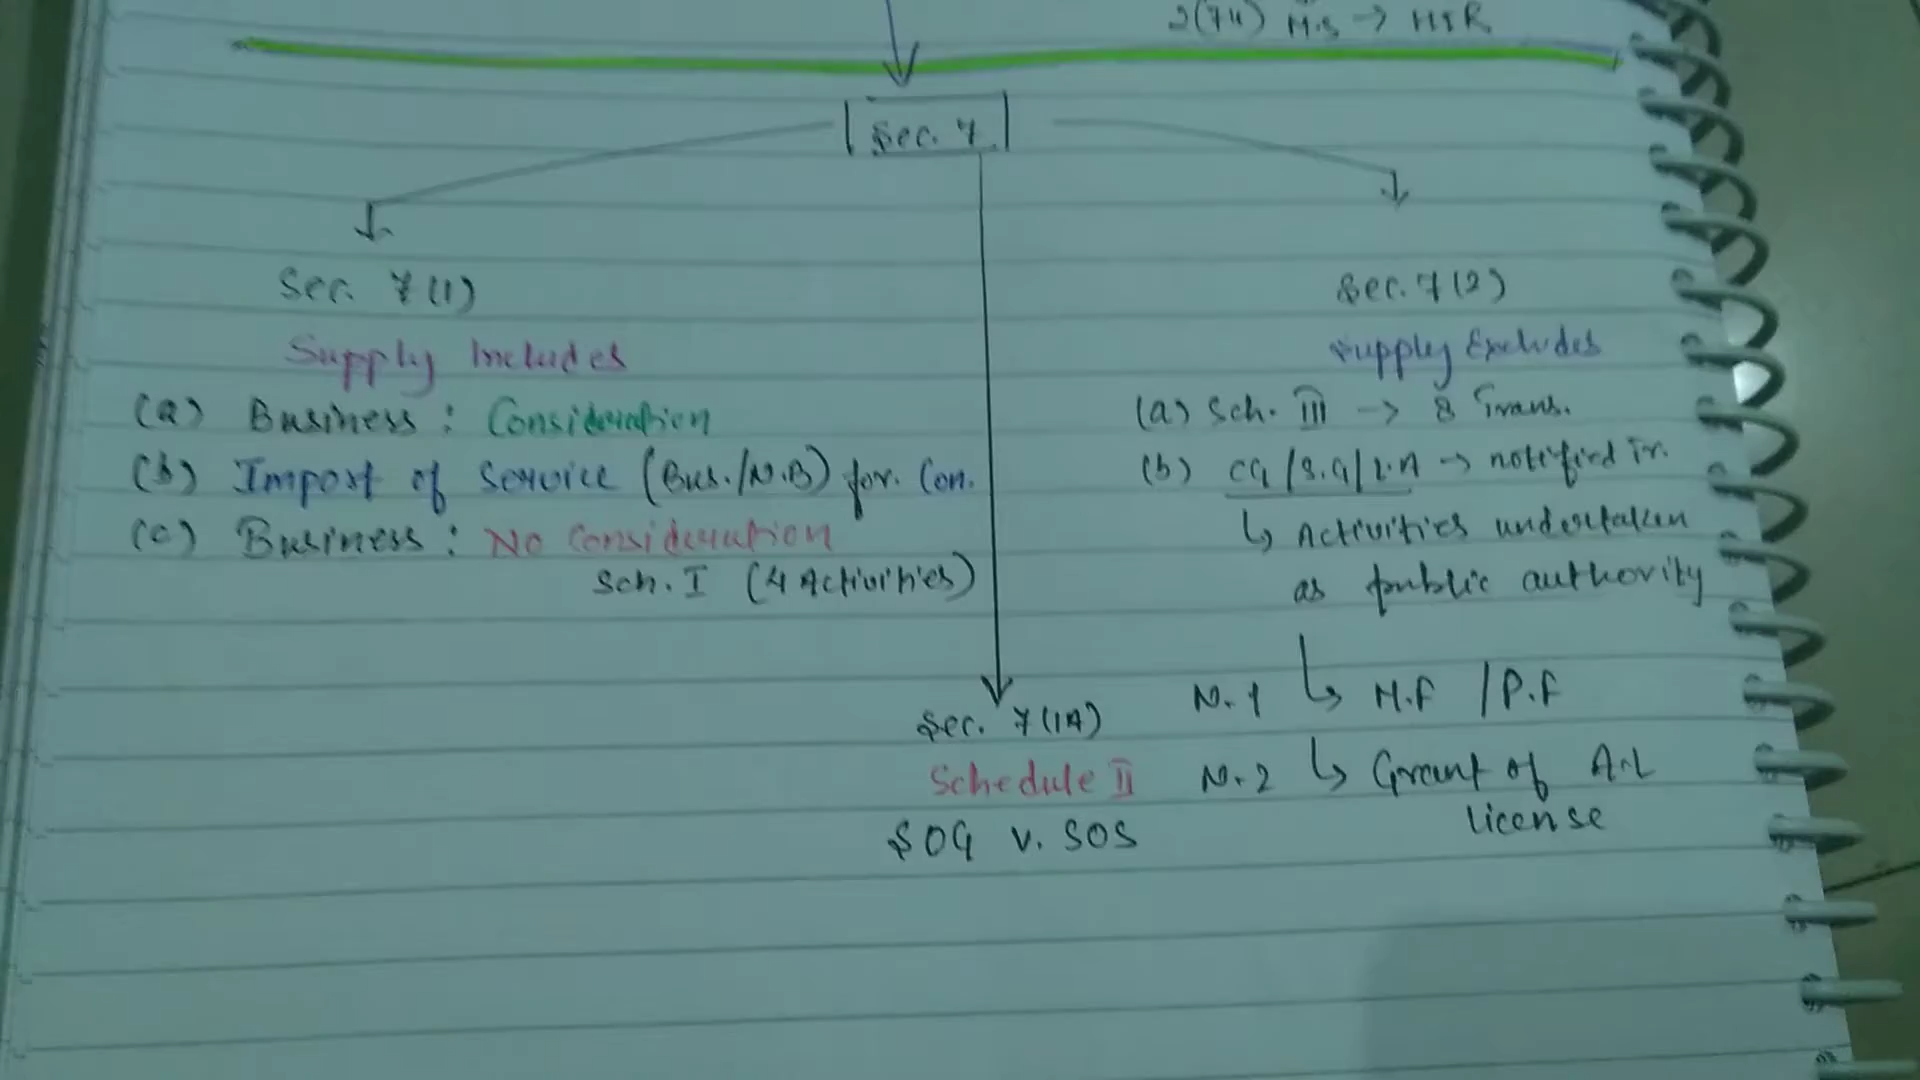 2(74) M.S → HSR
Sec. 7
Sec. 7(1)
Supply Includes
(a) Business : Consideration
(b) Import of Service (Bus./N.B) for. Con.
(c) Business : No Consideration
Sch. I (4 Activities)
Sec. 7(2)
Supply Excludes
(a) Sch. III → 8 Trans.
(b) CG/S.G/L.A → notified Tr.
↳ Activities undertaken
as public authority
N.1 ↳ M.F /P.F
N.2 ↳ Grant of A.L
license
Sec. 7(1A)
Schedule II
SOG v. SOS